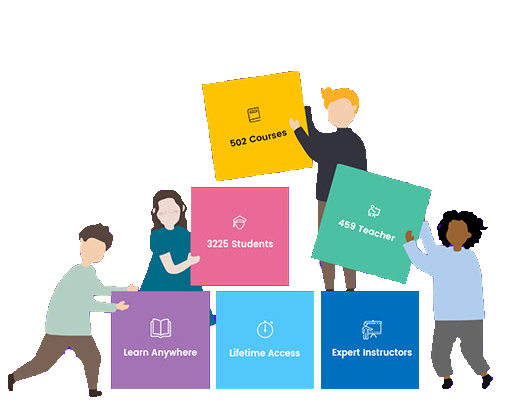 502 Courses
459 Teacher
3225 Students
Learn Anywhere
Lifetime Access
Expert Instructors